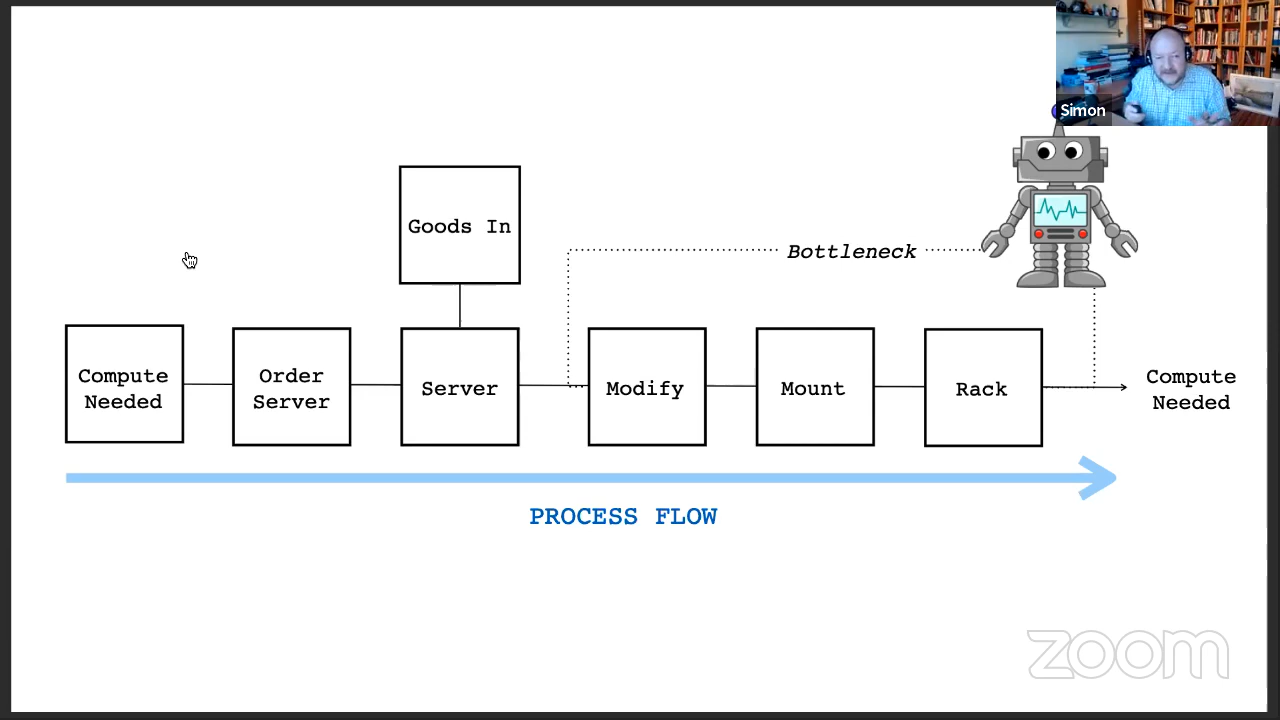 Simon
Goods In
Bottleneck
Compute
Needed
Order
Server
Server
Modify
Mount
Rack
Compute
Needed
PROCESS FLOW
zoom